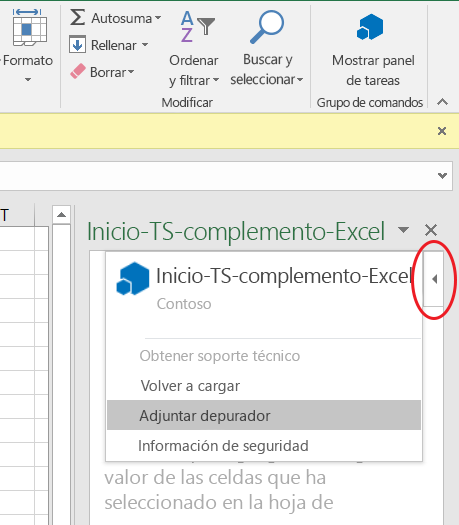 Formato
Autosuma
Rellenar
Borrar
Ordenar
y filtrar
Buscar y
seleccionar
Modificar
Mostrar panel
de tareas
Grupo de comandos
T
Inicio-TS-complemento-Excel
Inicio-TS-complemento-Excel
Contoso
Obtener soporte técnico
Volver a cargar
Adjuntar depurador
Información de seguridad
valor de las celdas que ha
seleccionado en la hoja de